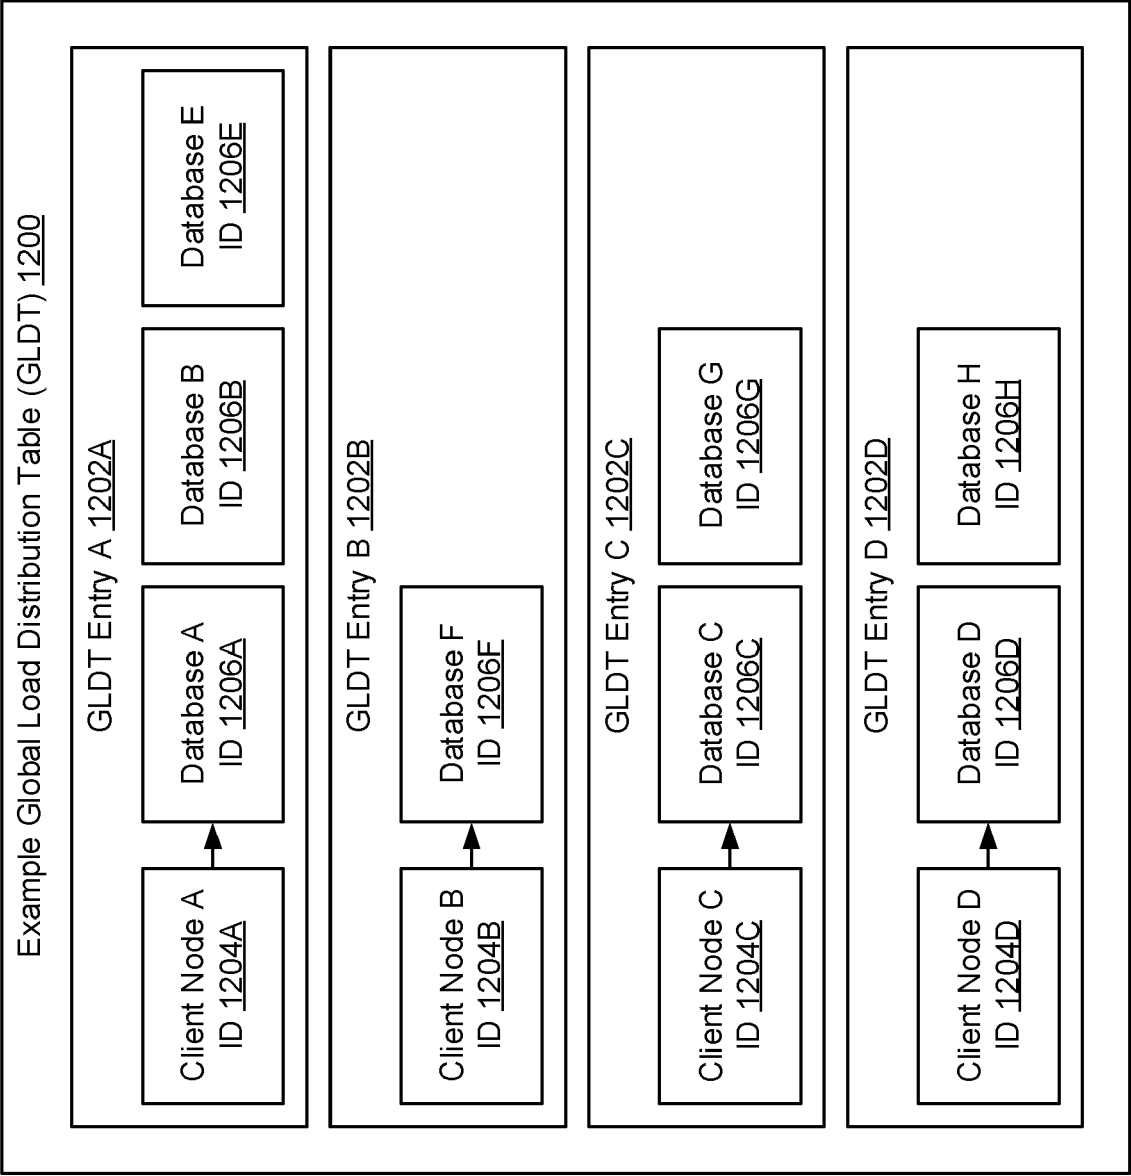 Example Global Load Distribution Table (GLDT) 1200
GLDT Entry A 1202A
Client Node A
ID 1204A
Database A
ID 1206A
Database B
ID 1206B
Database E
ID 1206E
GLDT Entry B 1202B
Client Node B
ID 1204B
Database F
ID 1206F
GLDT Entry C 1202C
Client Node C
ID 1204C
Database C
ID 1206C
Database G
ID 1206G
GLDT Entry D 1202D
Client Node D
ID 1204D
Database D
ID 1206D
Database H
ID 1206H